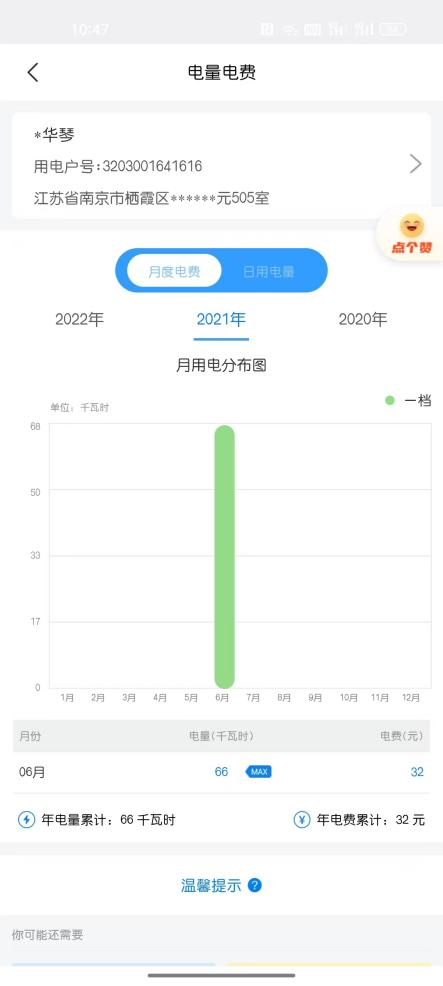 10:47
电量电费
*华琴
用电户号:3203001641616
江苏省南京市栖霞区******元505室
点个赞
月度电费 日用电量
2022年 2021年 2020年
月用电分布图
单位：千瓦时
一档
68
50
33
17
0
1月 2月 3月 4月 5月 6月 7月 8月 9月 10月 11月 12月
月份 电量(千瓦时) 电费(元)
06月 66 MAX 32
年电量累计：66 千瓦时 ¥ 年电费累计：32 元
温馨提示 ?
你可能还需要